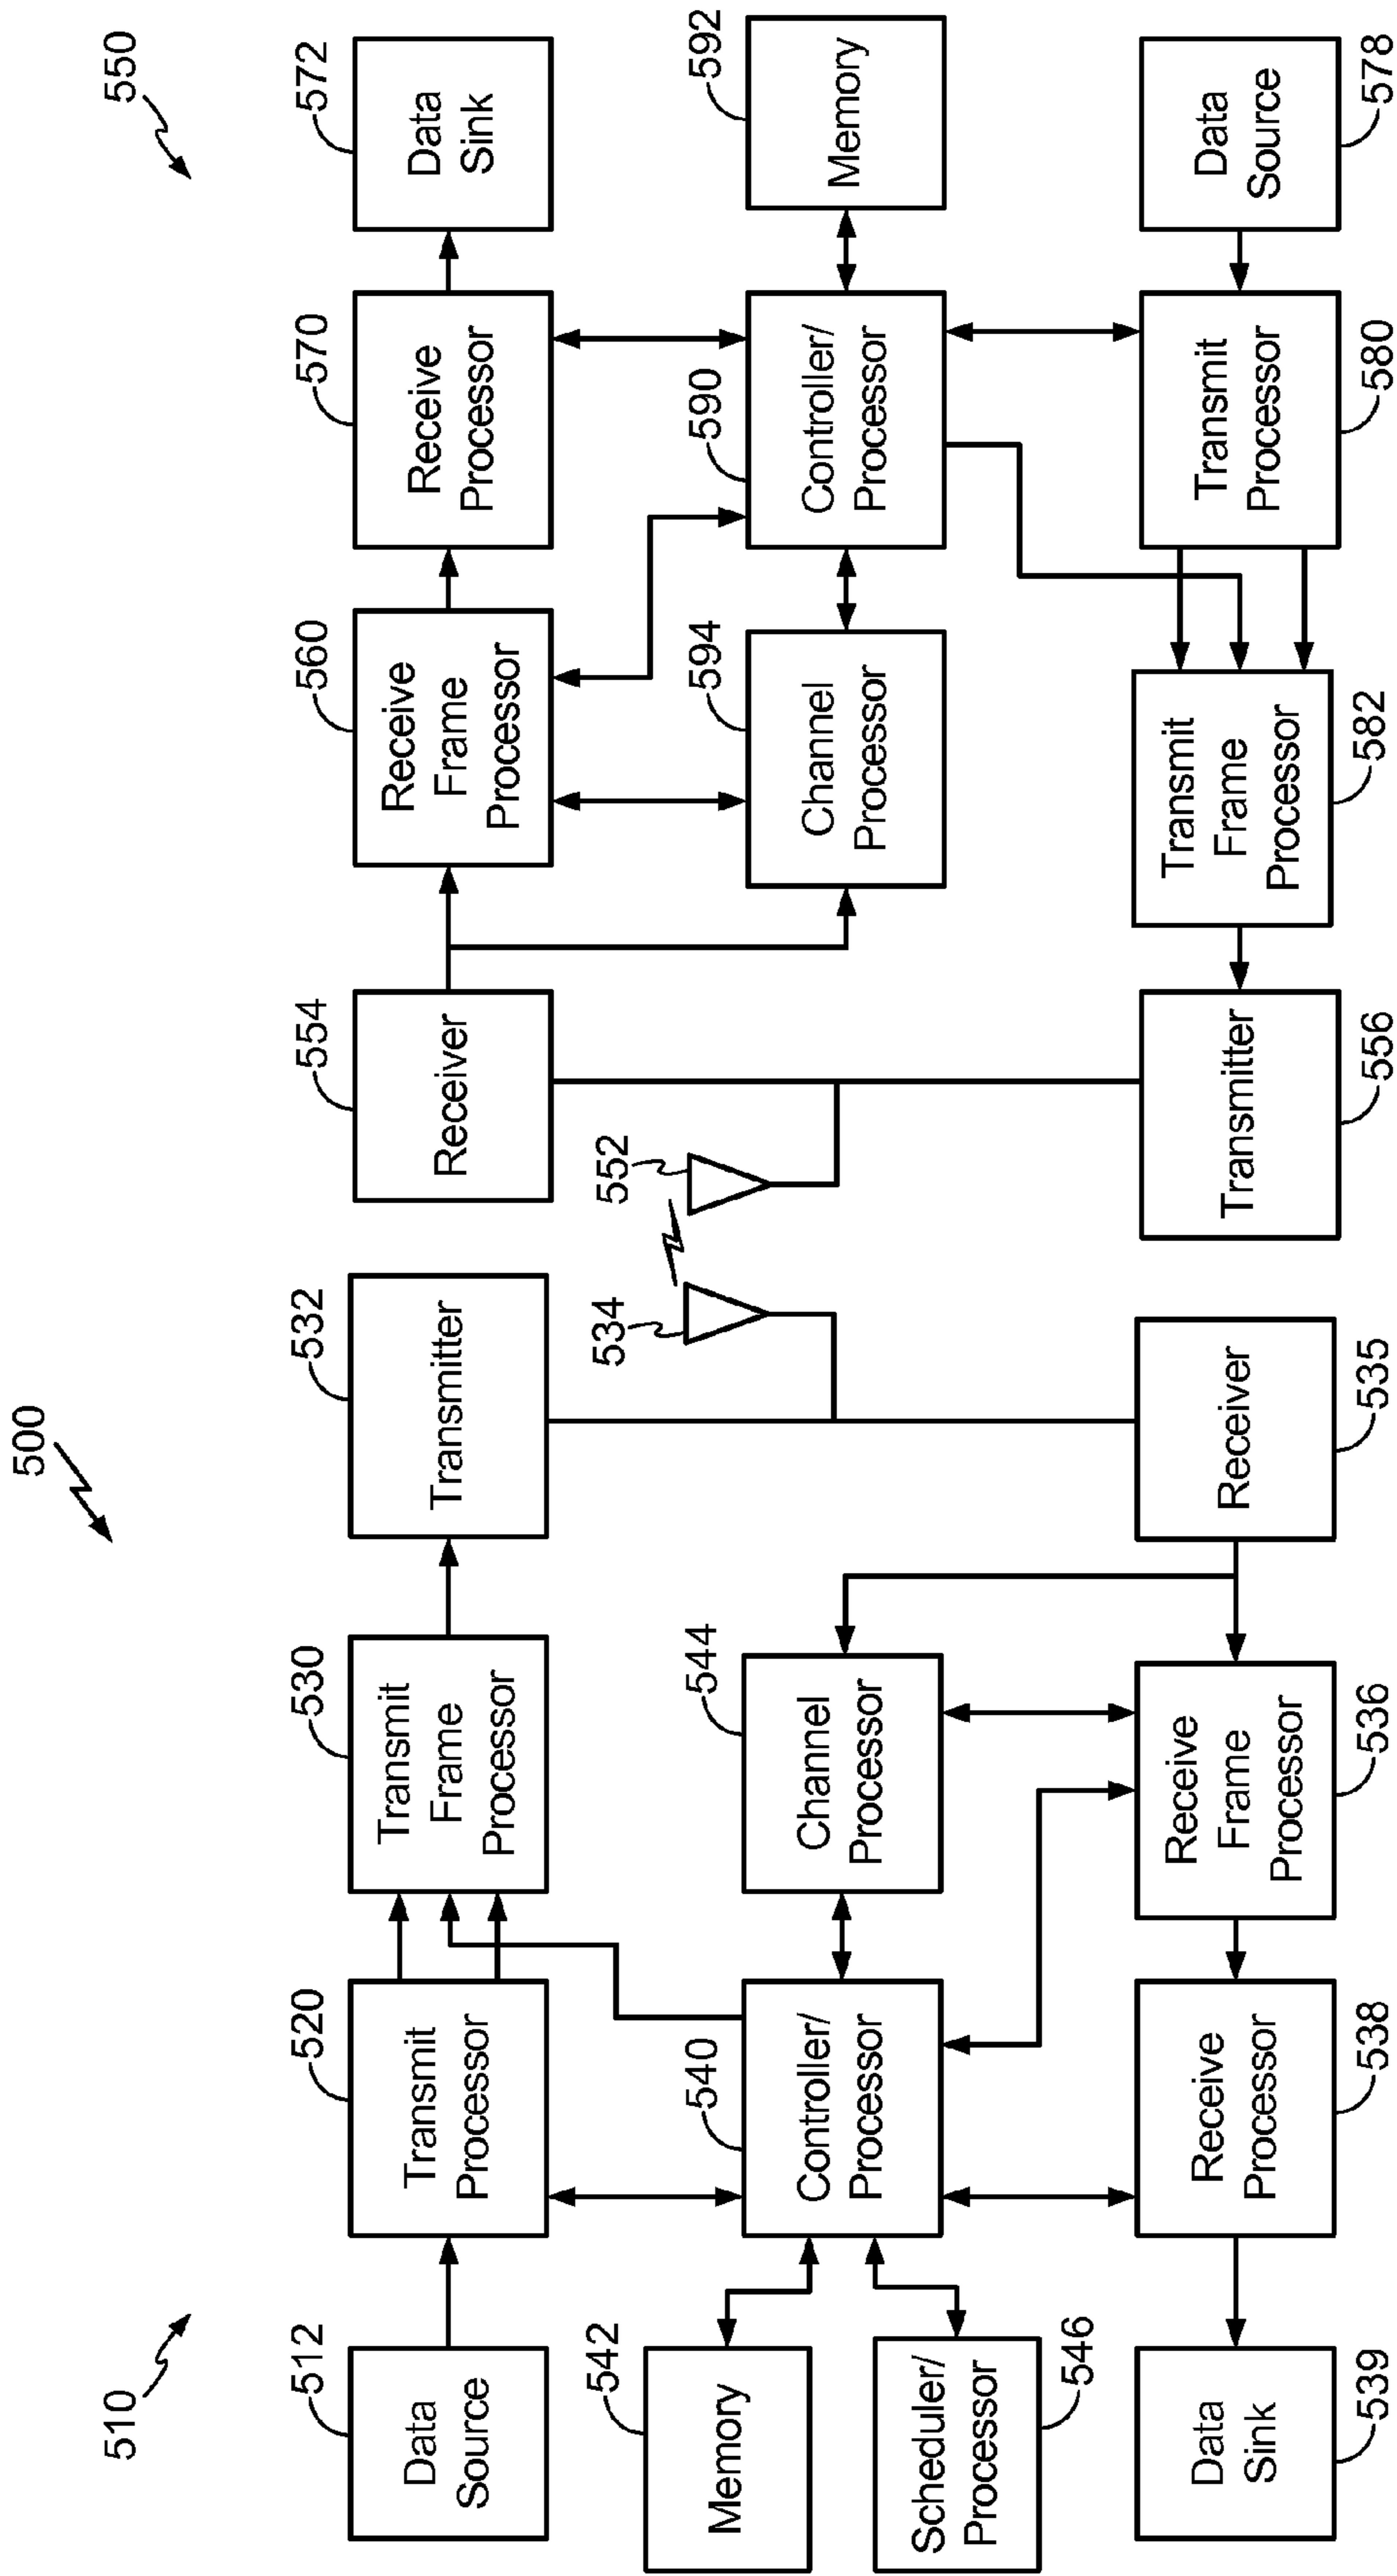 500
510
550
512
Data
Source
520
Transmit
Processor
530
Transmit
Frame
Processor
532
Transmitter
554
Receiver
560
Receive
Frame
Processor
570
Receive
Processor
572
Data
Sink
542
Memory
540
Controller/
Processor
544
Channel
Processor
534
552
594
Channel
Processor
590
Controller/
Processor
592
Memory
Scheduler/
Processor
546
Data
Sink
539
Receive
Processor
538
Receive
Frame
Processor
536
Receiver
535
Transmitter
556
Transmit
Frame
Processor
582
Transmit
Processor
580
Data
Source
578